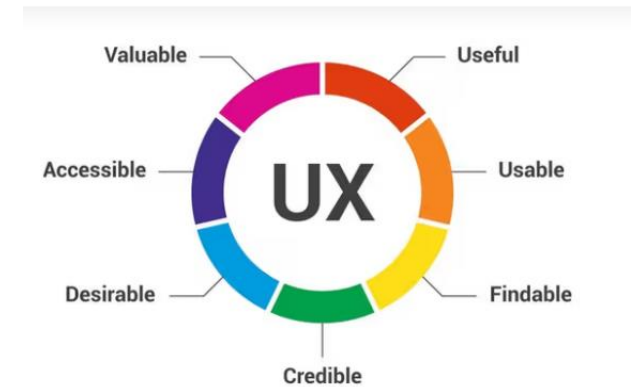 Valuable
Useful
Accessible
UX
Usable
Desirable
Findable
Credible